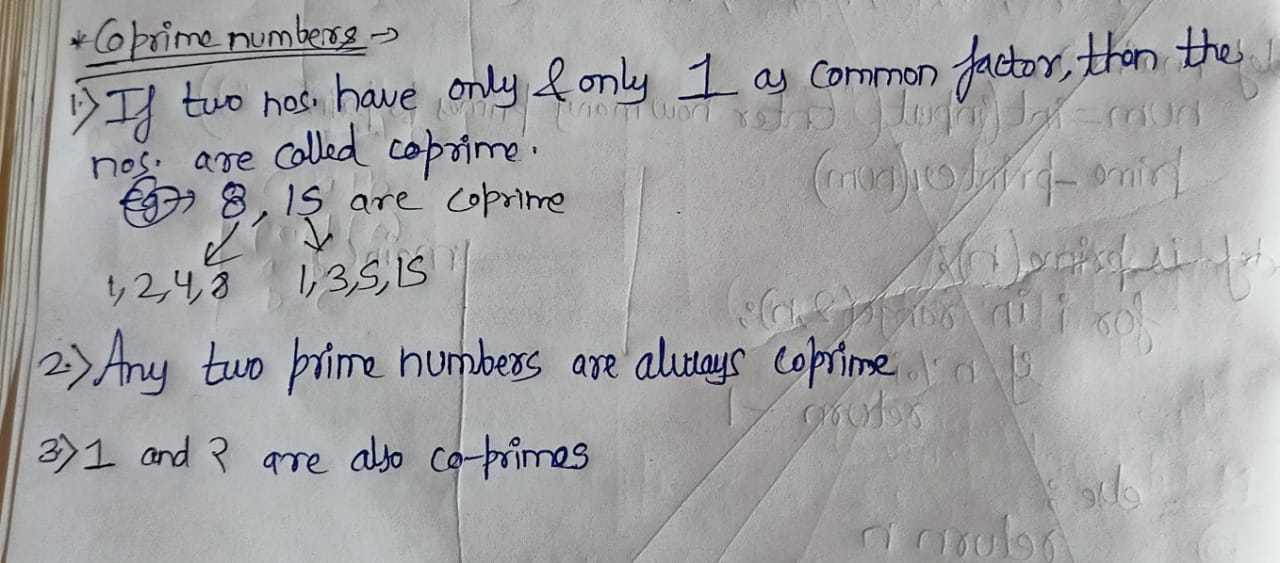 * Coprime numbers →
1.) If two nos. have only & only 1 as common factor, then the
nos. are called coprime.
Eg → 8, 15 are coprime
1,2,4,8 1,3,5,15
2.) Any two prime numbers are always coprime
3.) 1 and 2 are also co-primes